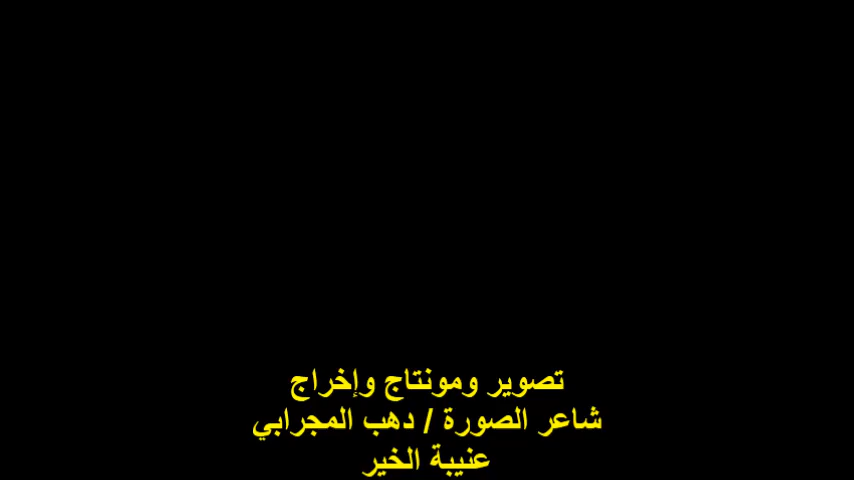 تصوير ومونتاج وإخراج
شاعر الصورة / دهب المجرابي
عنيبة الخير